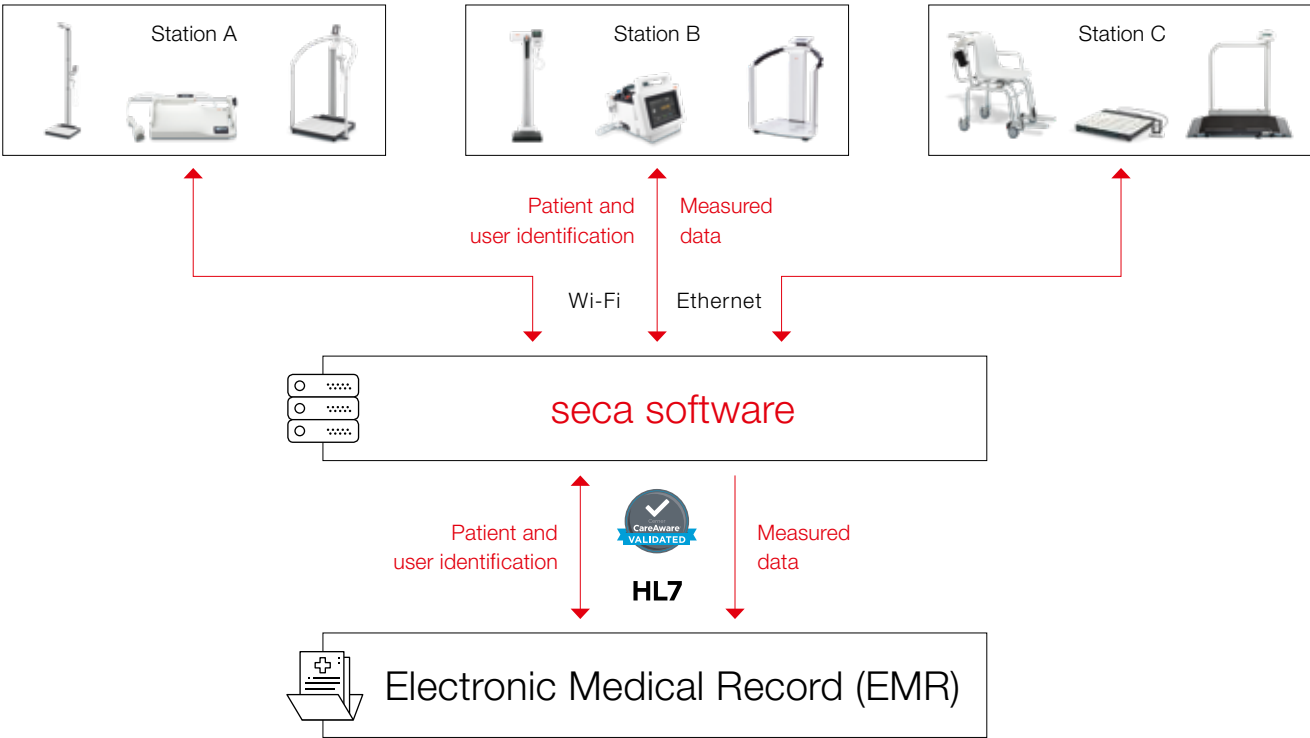 Station A
Station B
Station C
Patient and
user identification
Measured
data
Wi-Fi
Ethernet
seca software
Patient and
user identification
Cerner
CareAware
VALIDATED
HL7
Measured
data
Electronic Medical Record (EMR)